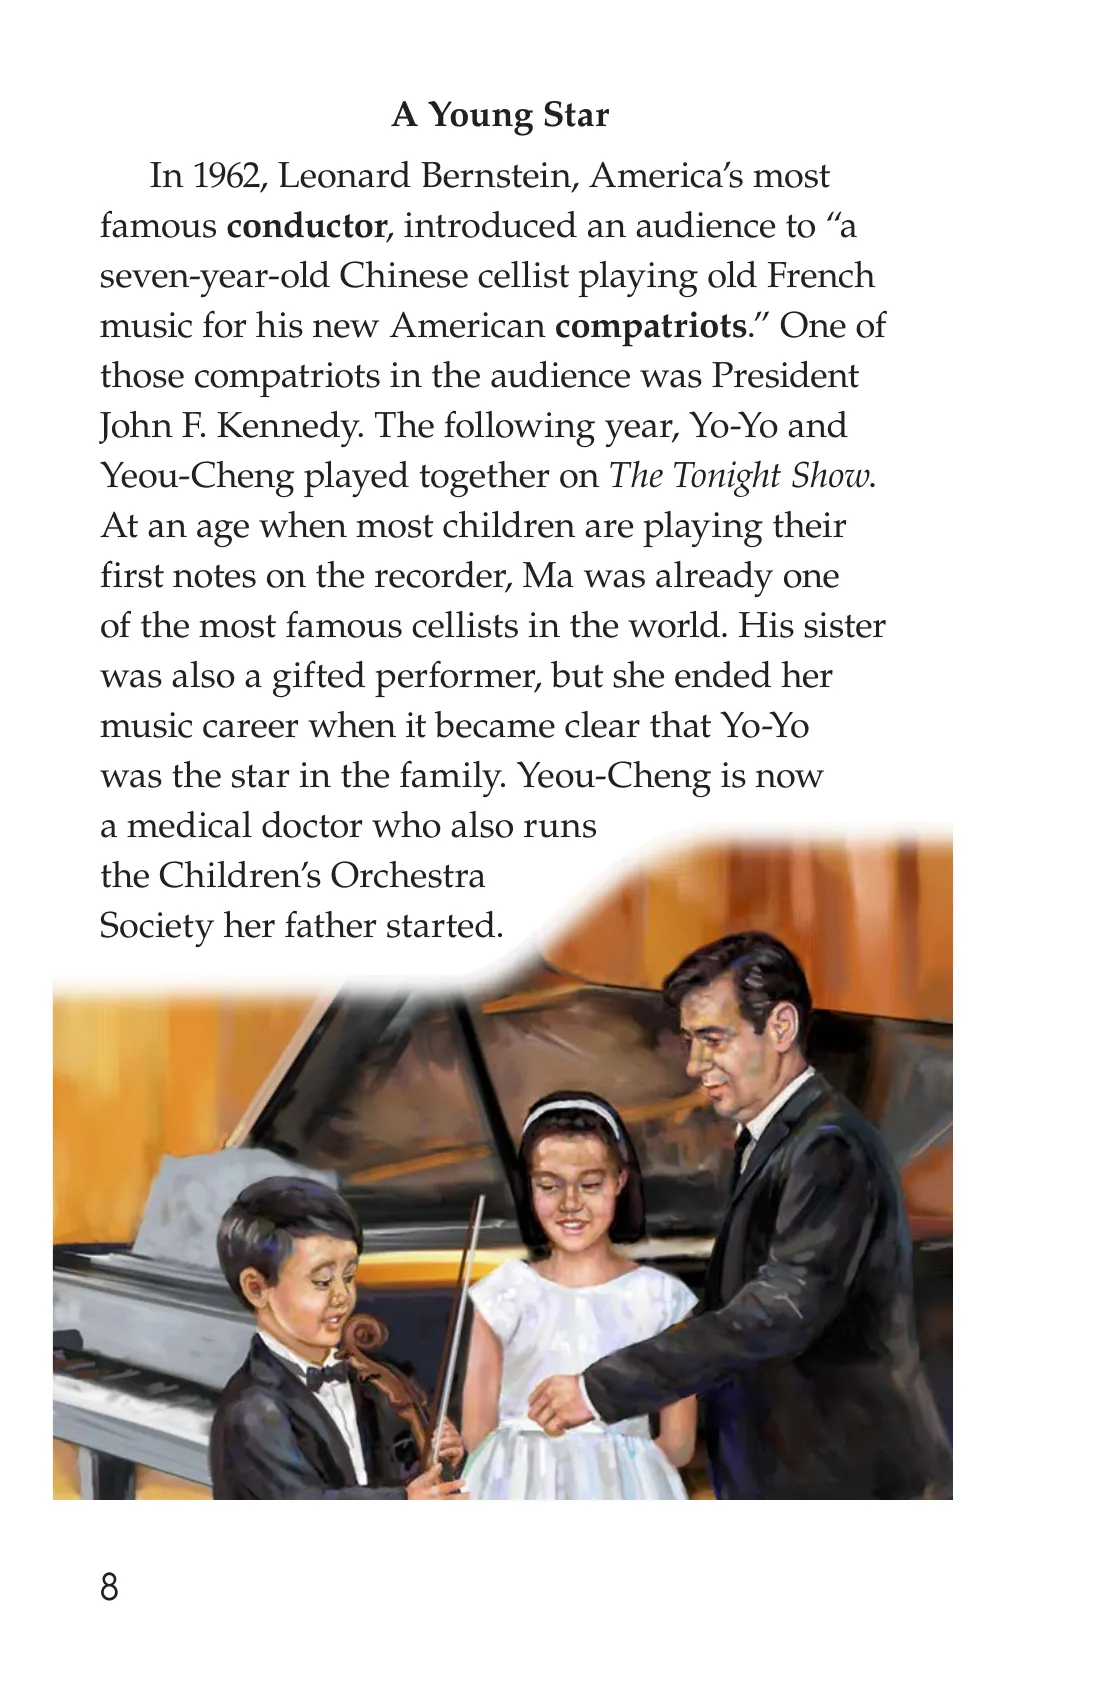 A Young Star
In 1962, Leonard Bernstein, America’s most
famous conductor, introduced an audience to “a
seven-year-old Chinese cellist playing old French
music for his new American compatriots.” One of
those compatriots in the audience was President
John F. Kennedy. The following year, Yo-Yo and
Yeou-Cheng played together on The Tonight Show.
At an age when most children are playing their
first notes on the recorder, Ma was already one
of the most famous cellists in the world. His sister
was also a gifted performer, but she ended her
music career when it became clear that Yo-Yo
was the star in the family. Yeou-Cheng is now
a medical doctor who also runs
the Children’s Orchestra
Society her father started.
8